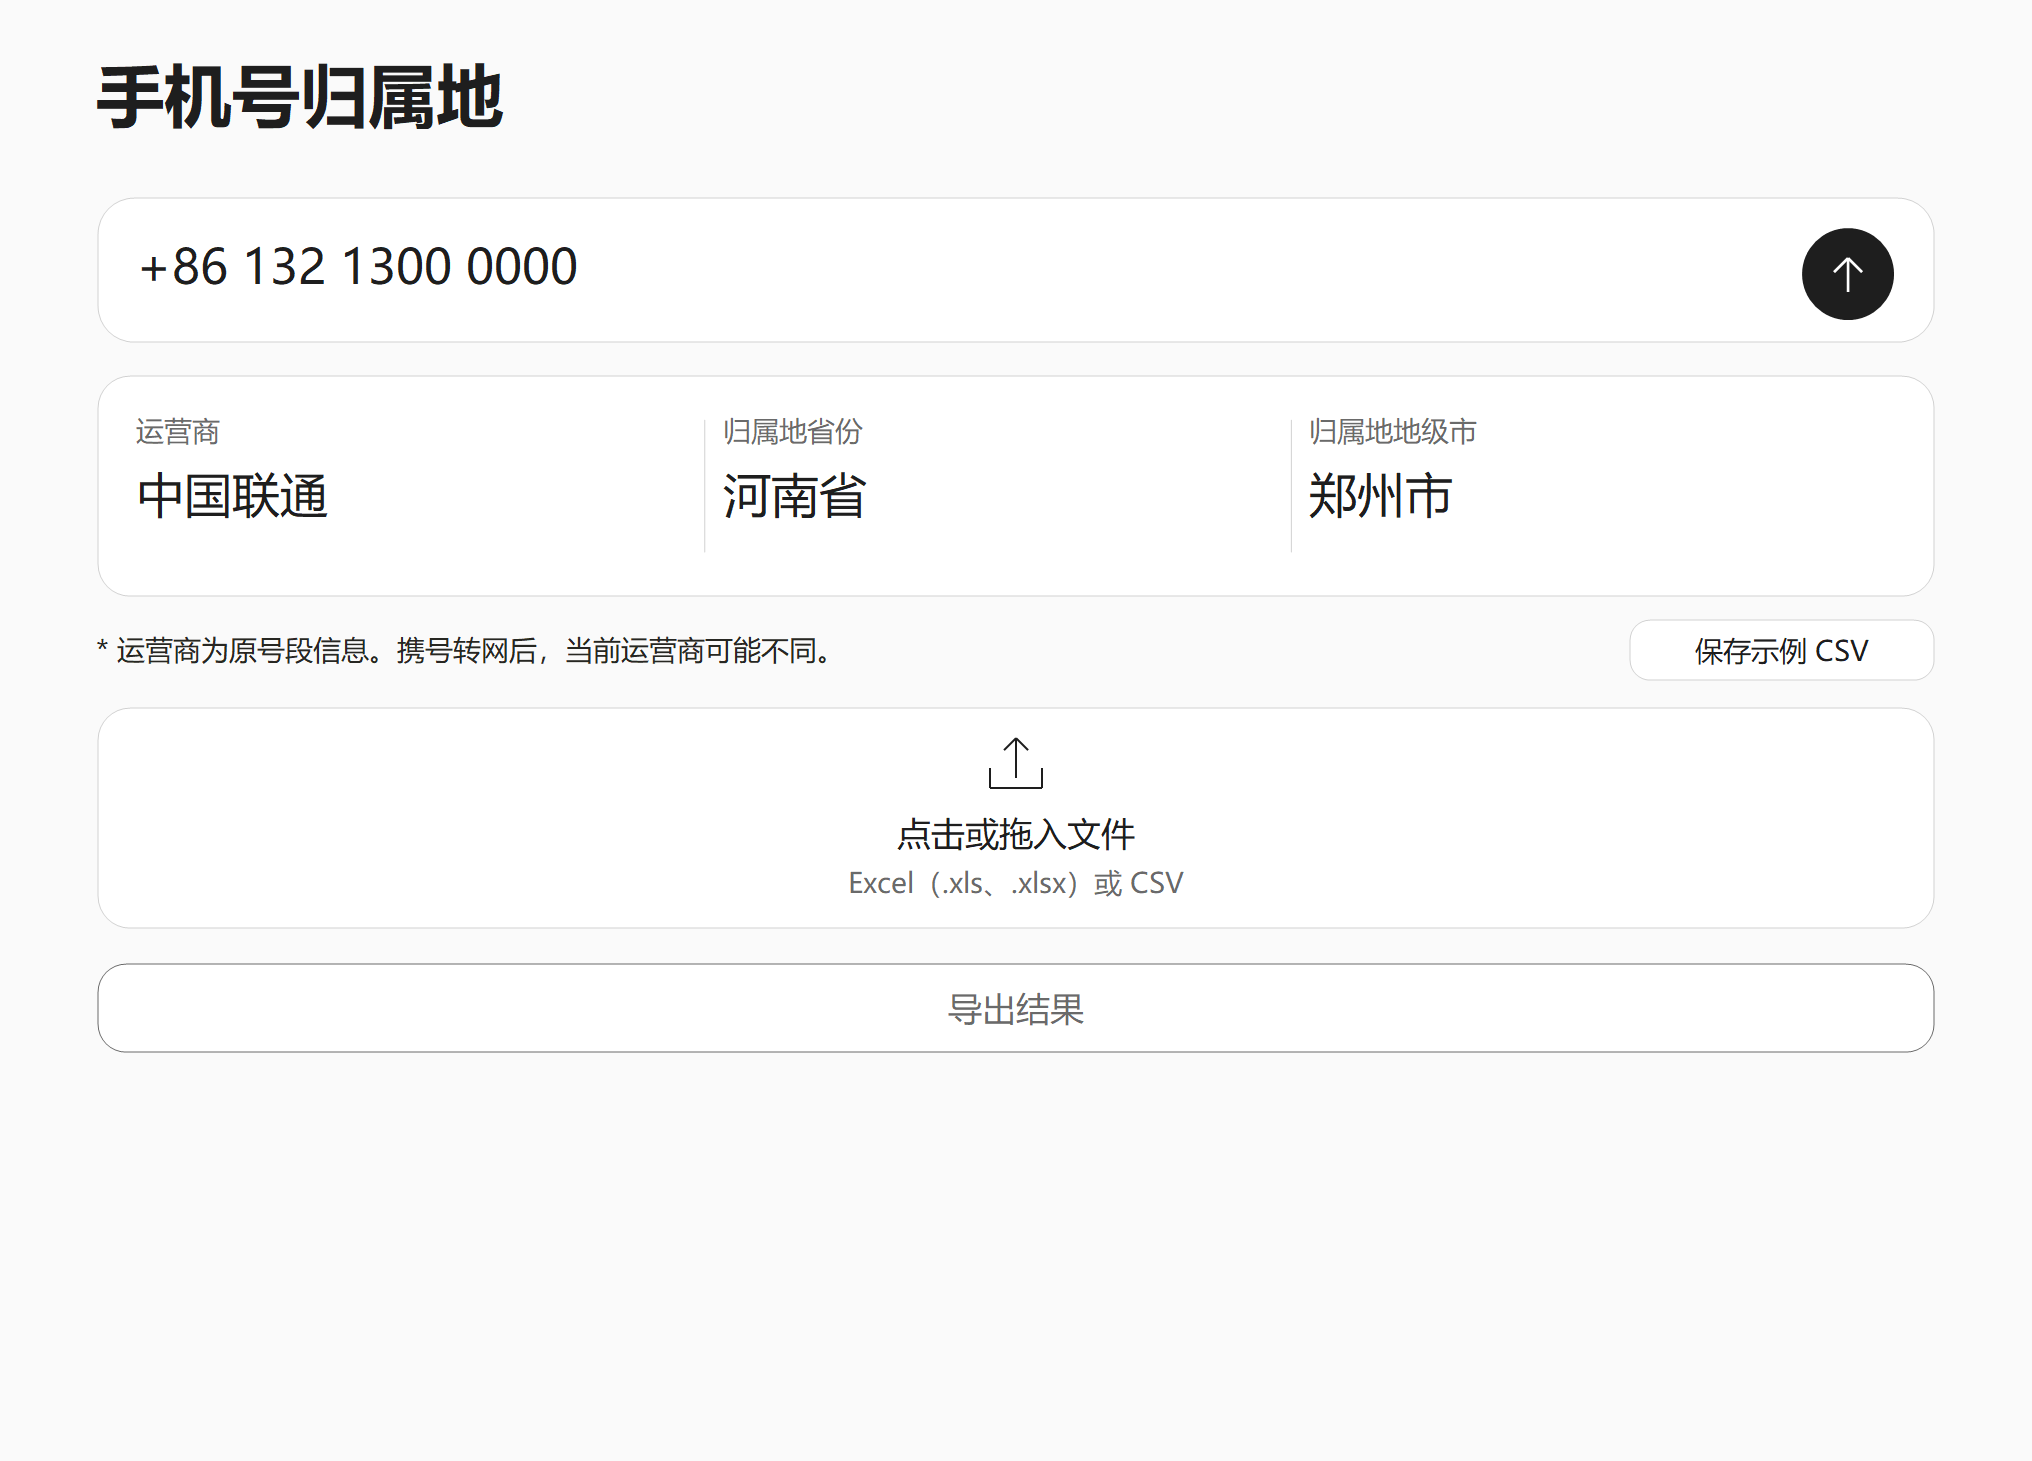 手机号归属地
+86 132 1300 0000
运营商
中国联通
归属地省份
河南省
归属地地级市
郑州市
* 运营商为原号段信息。携号转网后，当前运营商可能不同。
保存示例 CSV
点击或拖入文件
Excel（.xls、.xlsx）或 CSV
导出结果